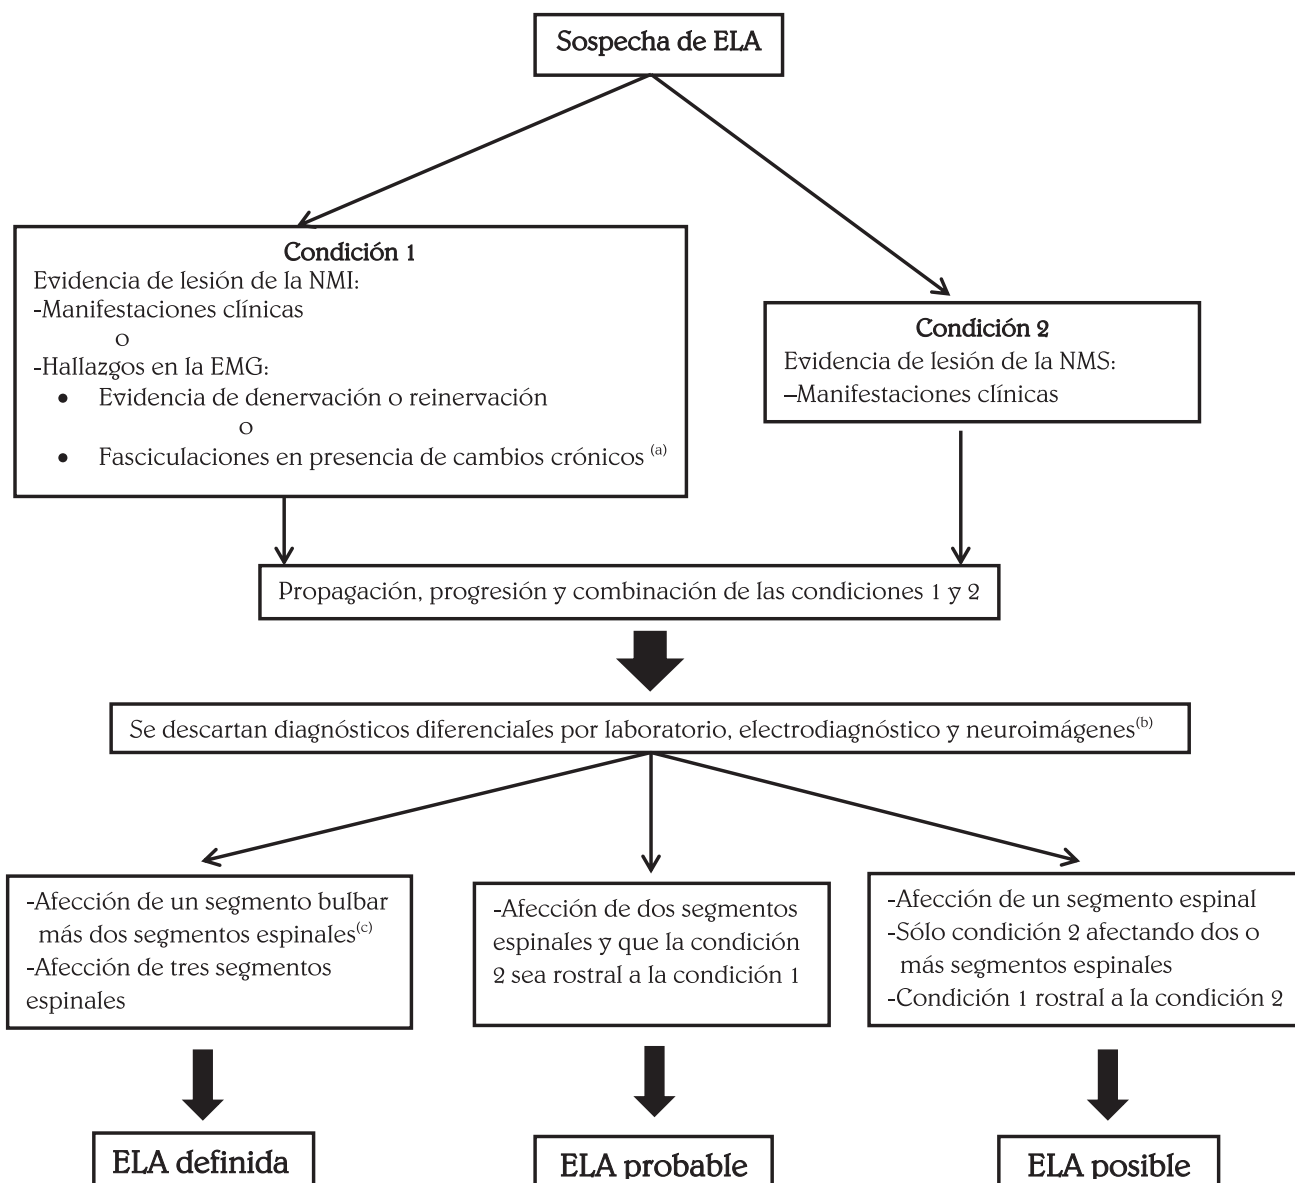 Sospecha de ELA
Condición 1
Evidencia de lesión de la NMI:
-Manifestaciones clínicas
o
-Hallazgos en la EMG:
• Evidencia de denervación o reinervación
o
• Fasciculaciones en presencia de cambios crónicos (a)
Condición 2
Evidencia de lesión de la NMS:
–Manifestaciones clínicas
Propagación, progresión y combinación de las condiciones 1 y 2
Se descartan diagnósticos diferenciales por laboratorio, electrodiagnóstico y neuroimágenes(b)
-Afección de un segmento bulbar
más dos segmentos espinales(c)
-Afección de tres segmentos
espinales
-Afección de dos segmentos
espinales y que la condición
2 sea rostral a la condición 1
-Afección de un segmento espinal
-Sólo condición 2 afectando dos o
más segmentos espinales
-Condición 1 rostral a la condición 2
ELA definida
ELA probable
ELA posible